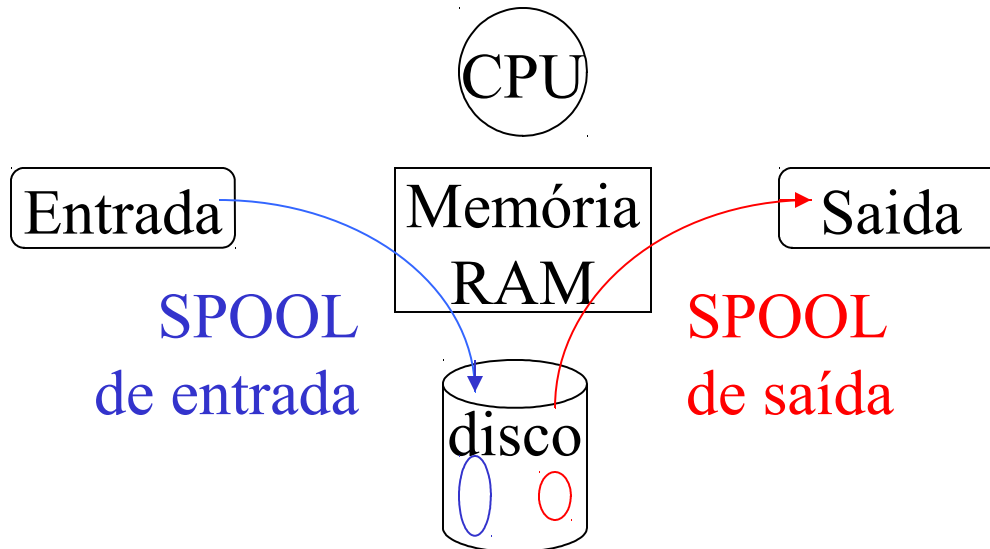 CPU
Entrada
Memória
RAM
Saida
SPOOL
de entrada
SPOOL
de saída
disco